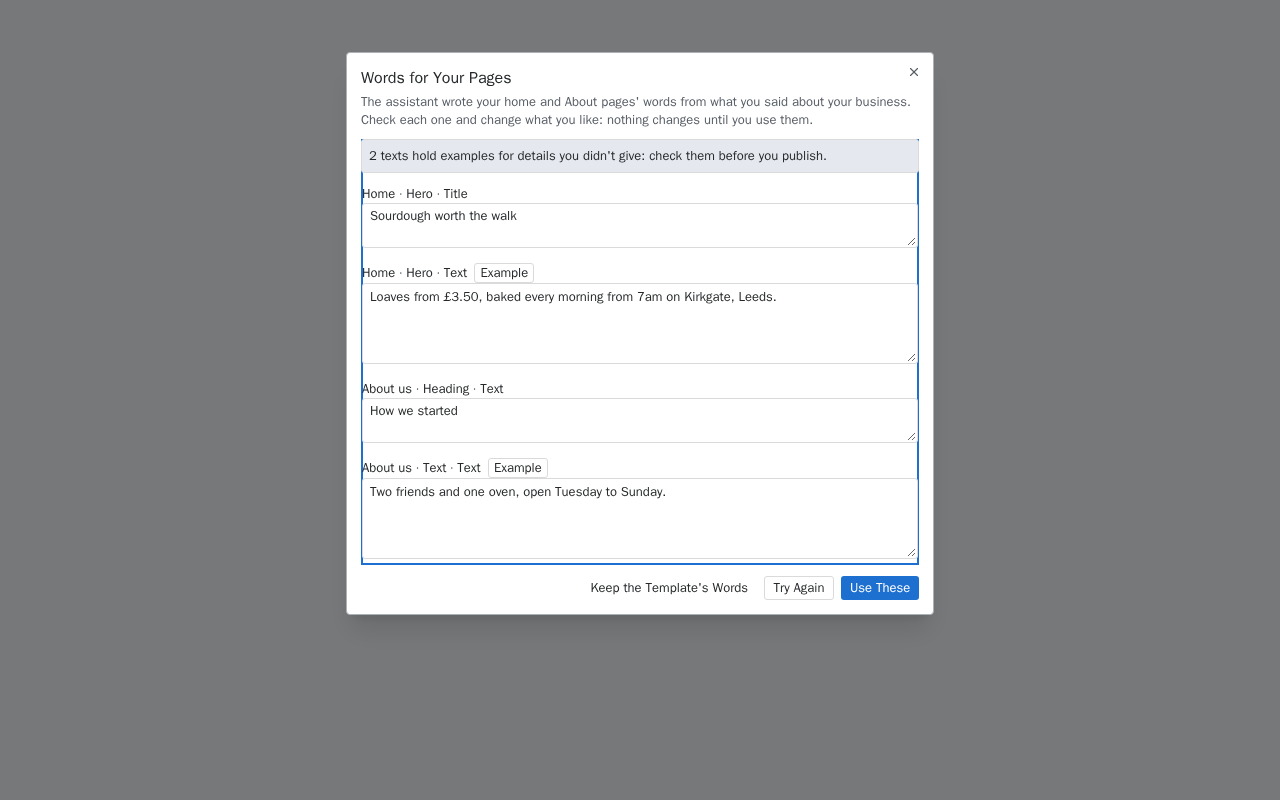 Words for Your Pages
The assistant wrote your home and About pages' words from what you said about your business.
Check each one and change what you like: nothing changes until you use them.
2 texts hold examples for details you didn't give: check them before you publish.
Home · Hero · Title
Sourdough worth the walk
Home · Hero · Text Example
Loaves from £3.50, baked every morning from 7am on Kirkgate, Leeds.
About us · Heading · Text
How we started
About us · Text · Text Example
Two friends and one oven, open Tuesday to Sunday.
Keep the Template's Words Try Again Use These